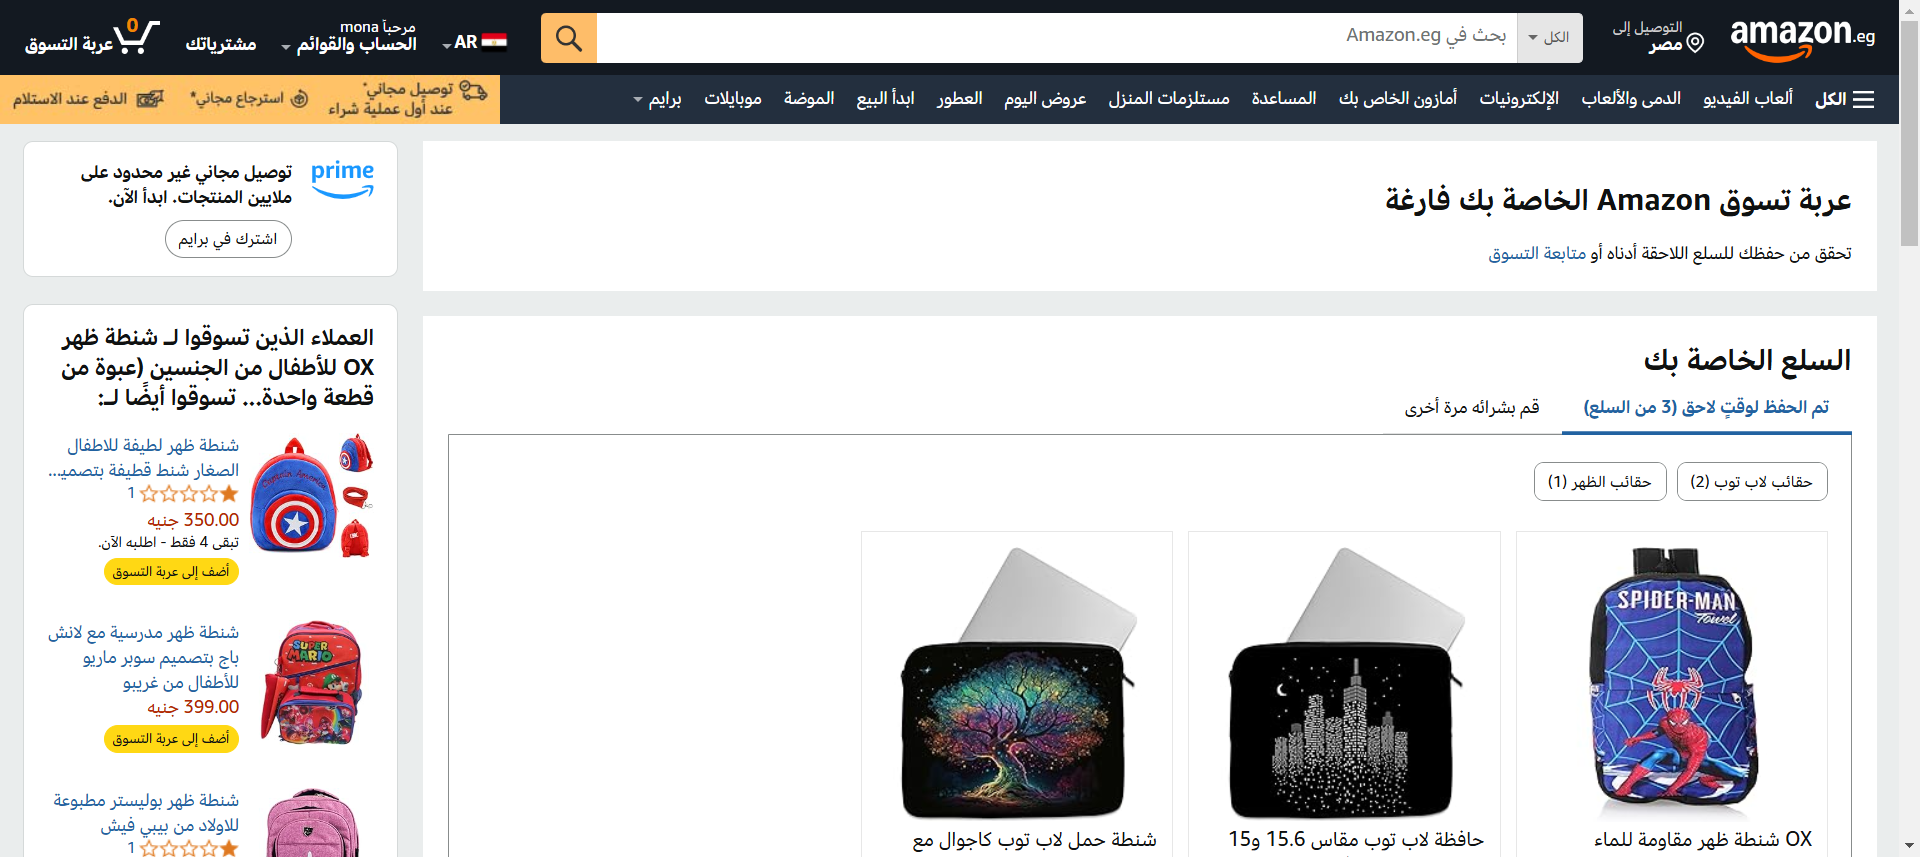 amazon.eg
التوصيل إلى
مصر
الكل
بحث في Amazon.eg
AR
مرحباً mona
الحساب والقوائم
مشترياتك
0
عربة التسوق
الكل
ألعاب الفيديو
الدمى والألعاب
الإلكترونيات
أمازون الخاص بك
المساعدة
مستلزمات المنزل
عروض اليوم
العطور
ابدأ البيع
الموضة
موبايلات
برايم
توصيل مجاني*
عند أول عملية شراء
استرجاع مجاني*
الدفع عند الاستلام
عربة تسوق Amazon الخاصة بك فارغة
تحقق من حفظك للسلع اللاحقة أدناه أو متابعة التسوق
السلع الخاصة بك
تم الحفظ لوقتٍ لاحق (3 من السلع)
قم بشرائه مرة أخرى
حقائب لاب توب (2)
حقائب الظهر (1)
SPIDER-MAN
Towel
OX شنطة ظهر مقاومة للماء
حافظة لاب توب مقاس 15.6 و15
شنطة حمل لاب توب كاجوال مع
prime
توصيل مجاني غير محدود على
ملايين المنتجات. ابدأ الآن.
اشترك في برايم
العملاء الذين تسوقوا لـ شنطة ظهر
OX للأطفال من الجنسين (عبوة من
قطعة واحدة... تسوقوا أيضًا لـ:
Captain America
شنطة ظهر لطيفة للاطفال
الصغار شنط قطيفة بتصميـ...
1
350.00 جنيه
تبقى 4 فقط - اطلبه الآن.
أضف إلى عربة التسوق
SUPER
MARIO
شنطة ظهر مدرسية مع لانش
باج بتصميم سوبر ماريو
للأطفال من غريبو
399.00 جنيه
أضف إلى عربة التسوق
شنطة ظهر بوليستر مطبوعة
للاولاد من بيبي فيش
1